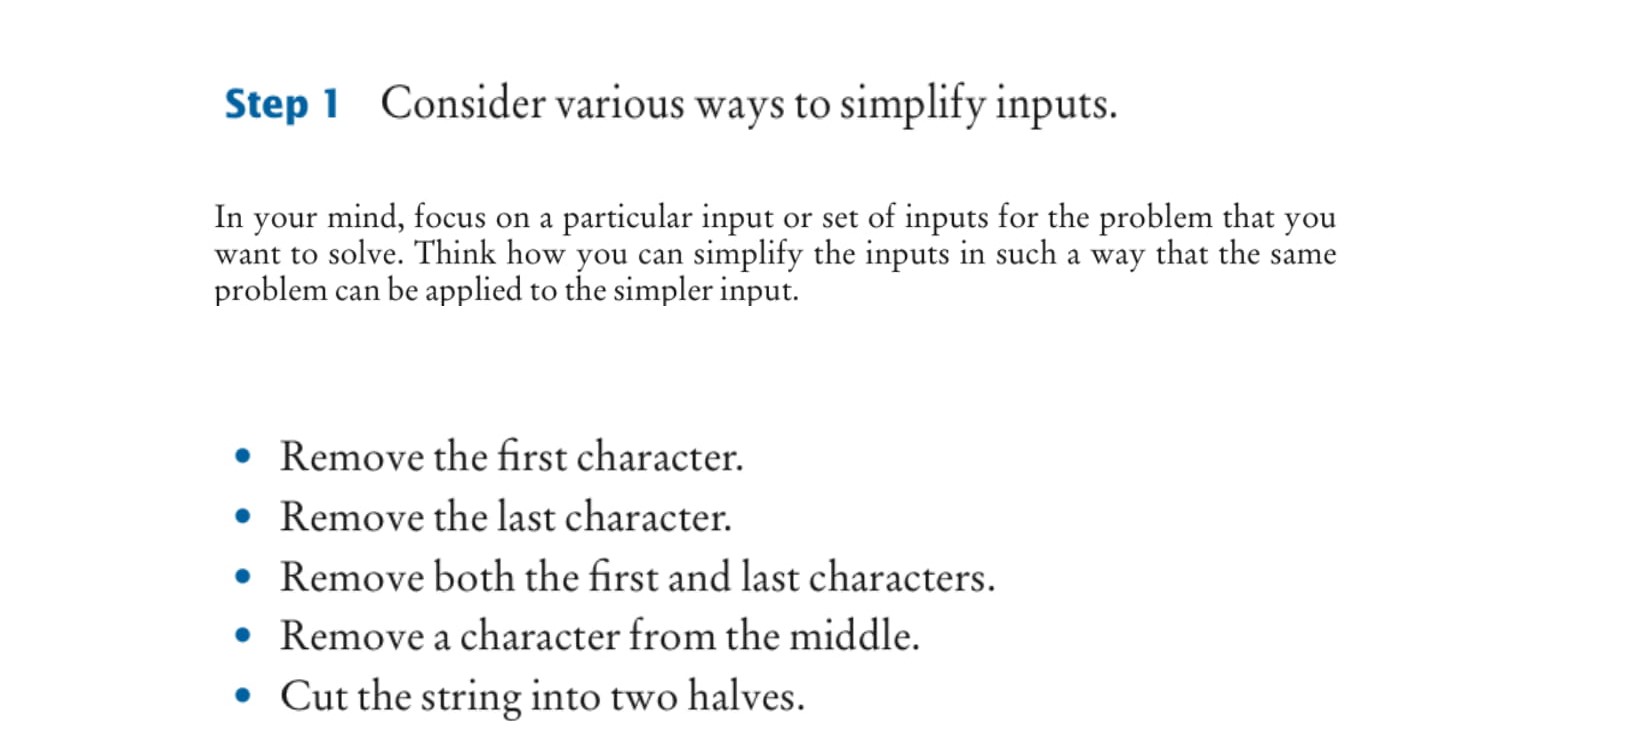 Step 1 Consider various ways to simplify inputs.
In your mind, focus on a particular input or set of inputs for the problem that you
want to solve. Think how you can simplify the inputs in such a way that the same
problem can be applied to the simpler input.
• Remove the first character.
• Remove the last character.
• Remove both the first and last characters.
• Remove a character from the middle.
• Cut the string into two halves.